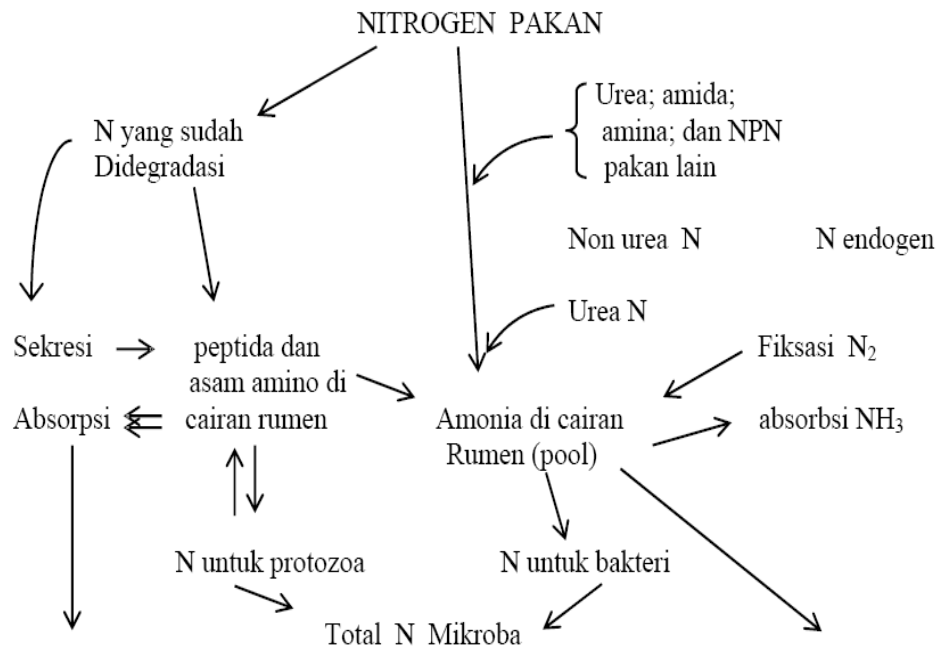 NITROGEN PAKAN
Urea; amida;
amina; dan NPN
pakan lain
N yang sudah
Didegradasi
Non urea N
N endogen
Urea N
Sekresi
peptida dan
asam amino di
cairan rumen
Fiksasi N₂
Absorpsi
Amonia di cairan
Rumen (pool)
absorbsi NH₃
N untuk protozoa
N untuk bakteri
Total N Mikroba